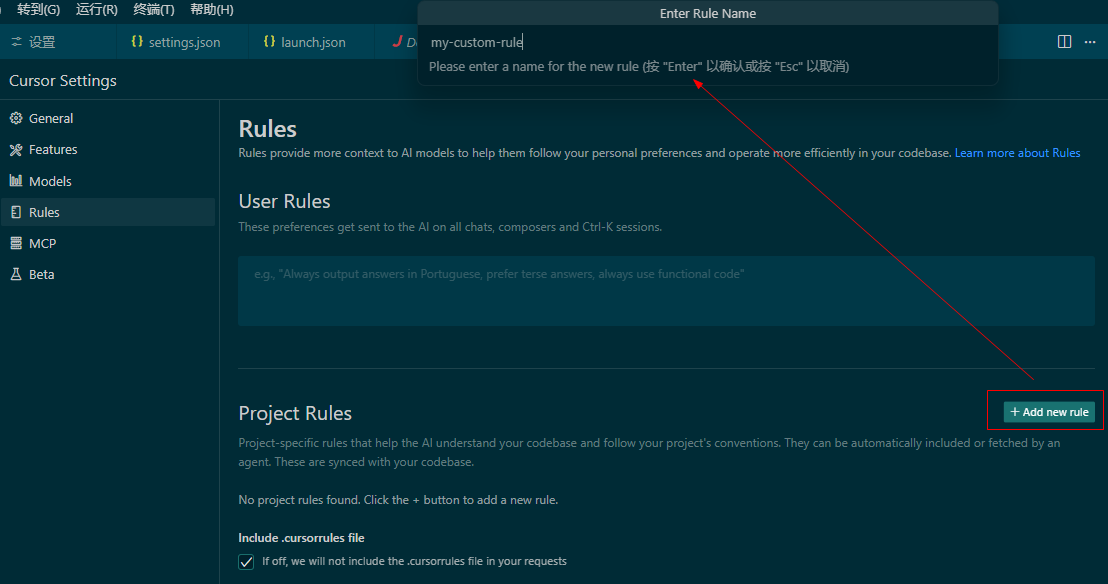 转到(G) 运行(R) 终端(T) 帮助(H)
Enter Rule Name
设置 {} settings.json {} launch.json
my-custom-rule
Please enter a name for the new rule (按 "Enter" 以确认或按 "Esc" 以取消)
Cursor Settings
General
Features
Models
Rules
MCP
Beta
Rules
Rules provide more context to AI models to help them follow your personal preferences and operate more efficiently in your codebase. Learn more about Rules
User Rules
These preferences get sent to the AI on all chats, composers and Ctrl-K sessions.
e.g., "Always output answers in Portuguese, prefer terse answers, always use functional code"
Project Rules
+ Add new rule
Project-specific rules that help the AI understand your codebase and follow your project's conventions. They can be automatically included or fetched by an
agent. These are synced with your codebase.
No project rules found. Click the + button to add a new rule.
Include .cursorrules file
If off, we will not include the .cursorrules file in your requests